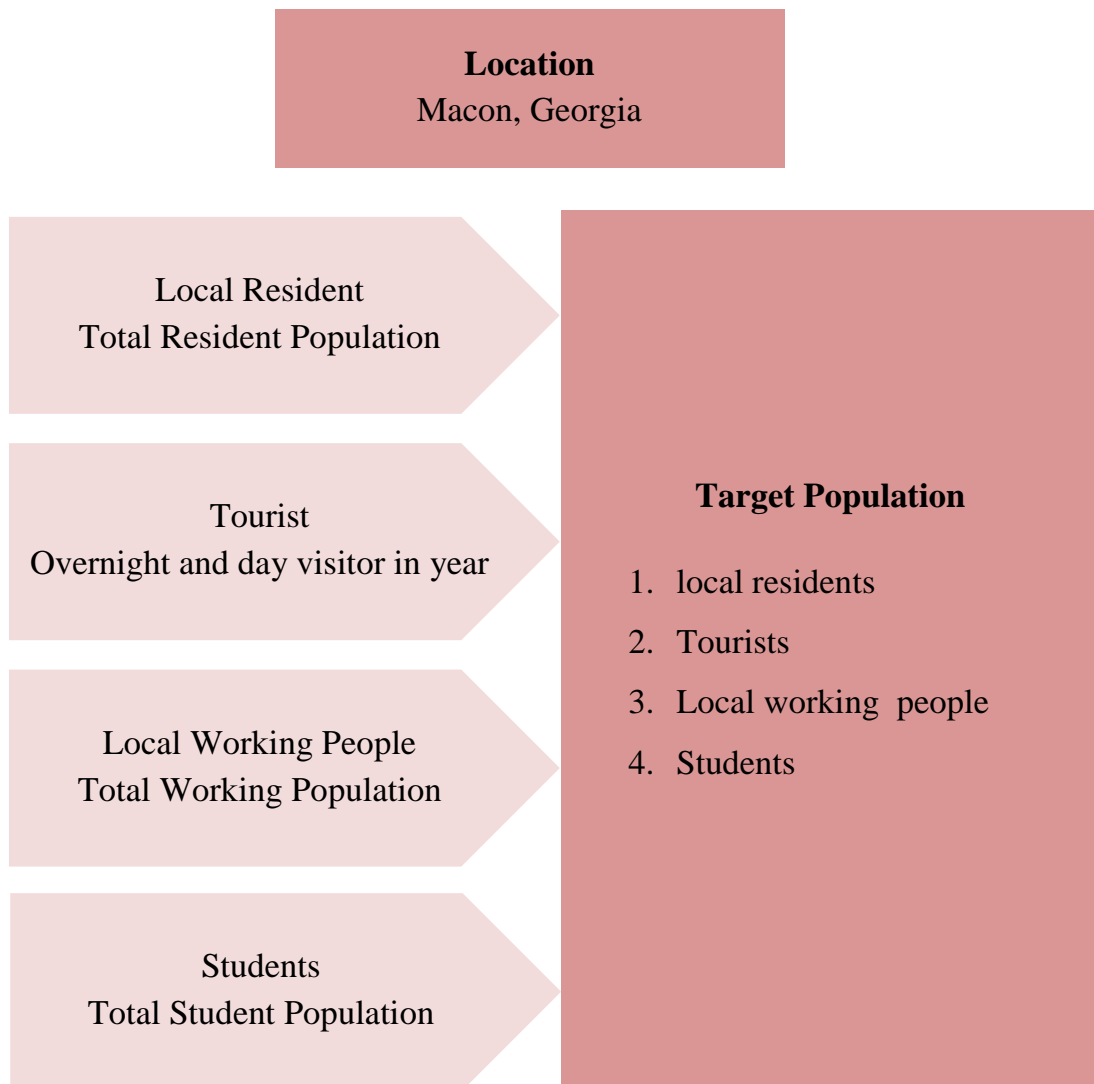 Location
Macon, Georgia
Local Resident
Total Resident Population
Tourist
Overnight and day visitor in year
Local Working People
Total Working Population
Students
Total Student Population
Target Population
1. local residents
2. Tourists
3. Local working  people
4. Students